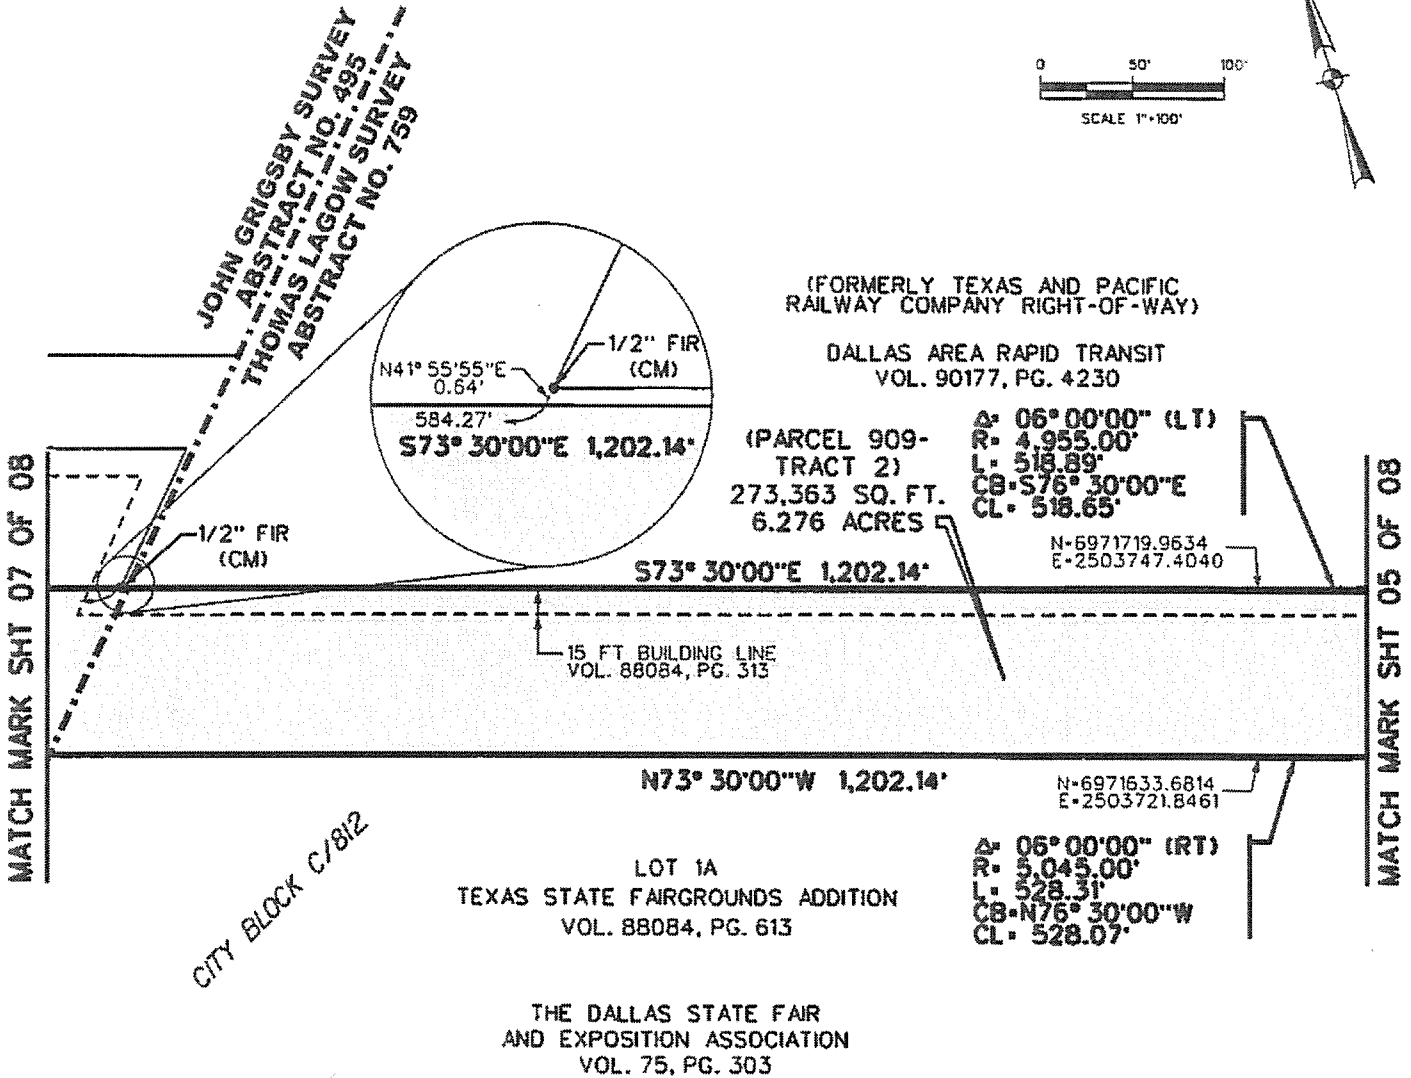 JOHN GRIGSBY SURVEY
ABSTRACT NO. 495
THOMAS LAGOW SURVEY
ABSTRACT NO. 759
0 50' 100'
SCALE 1"=100'
(FORMERLY TEXAS AND PACIFIC
RAILWAY COMPANY RIGHT-OF-WAY)
DALLAS AREA RAPID TRANSIT
VOL. 90177, PG. 4230
1/2" FIR
(CM)
N41° 55'55"E
0.64'
584.27'
S73° 30'00"E 1,202.14'
(PARCEL 909-
TRACT 2)
273,363 SQ. FT.
6.276 ACRES
Δ= 06° 00'00" (LT)
R= 4,955.00'
L= 518.89'
CB=S76° 30'00"E
CL= 518.65'
N=6971719.9634
E=2503747.4040
MATCH MARK SHT 07 OF 08
1/2" FIR
(CM)
S73° 30'00"E 1,202.14'
15 FT BUILDING LINE
VOL. 88084, PG. 313
MATCH MARK SHT 05 OF 08
N73° 30'00"W 1,202.14'
N=6971633.6814
E=2503721.8461
Δ= 06° 00'00" (RT)
R= 5,045.00'
L= 528.31'
CB=N76° 30'00"W
CL= 528.07'
CITY BLOCK C/812
LOT 1A
TEXAS STATE FAIRGROUNDS ADDITION
VOL. 88084, PG. 613
THE DALLAS STATE FAIR
AND EXPOSITION ASSOCIATION
VOL. 75, PG. 303